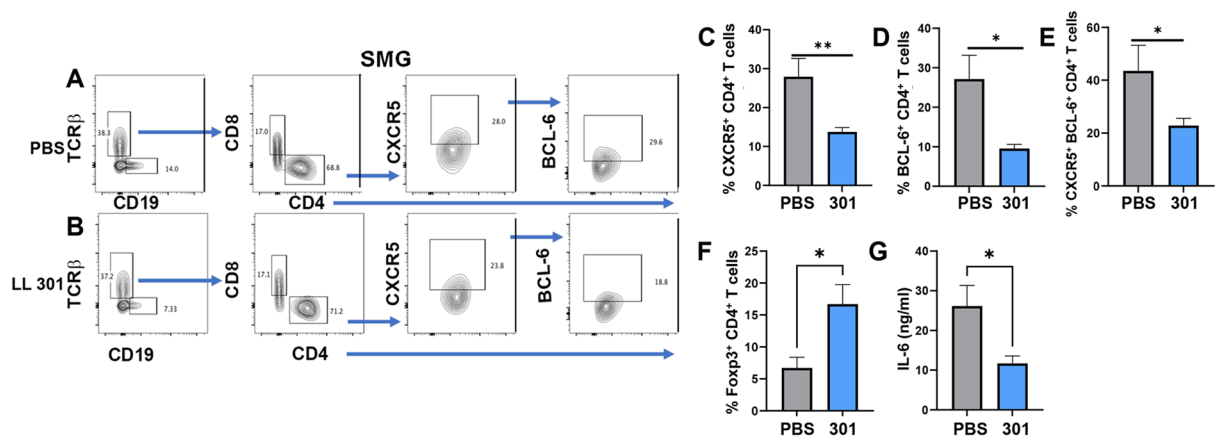 SMG
A
PBS
TCRβ
38.3
14.0
CD19
CD8
17.0
68.8
CD4
CXCR5
28.0
BCL-6
29.6
B
LL 301
TCRβ
37.2
7.33
CD19
CD8
17.1
71.2
CD4
CXCR5
23.8
BCL-6
18.8
C
% CXCR5⁺ CD4⁺ T cells
40
30
20
10
0
**
PBS 301
D
% BCL-6⁺ CD4⁺ T cells
40
30
20
10
0
*
PBS 301
E
% CXCR5⁺ BCL-6⁺ CD4⁺ T cells
60
40
20
0
*
PBS 301
F
% Foxp3⁺ CD4⁺ T cells
25
20
15
10
5
0
*
PBS 301
G
IL-6 (ng/ml)
40
30
20
10
0
*
PBS 301